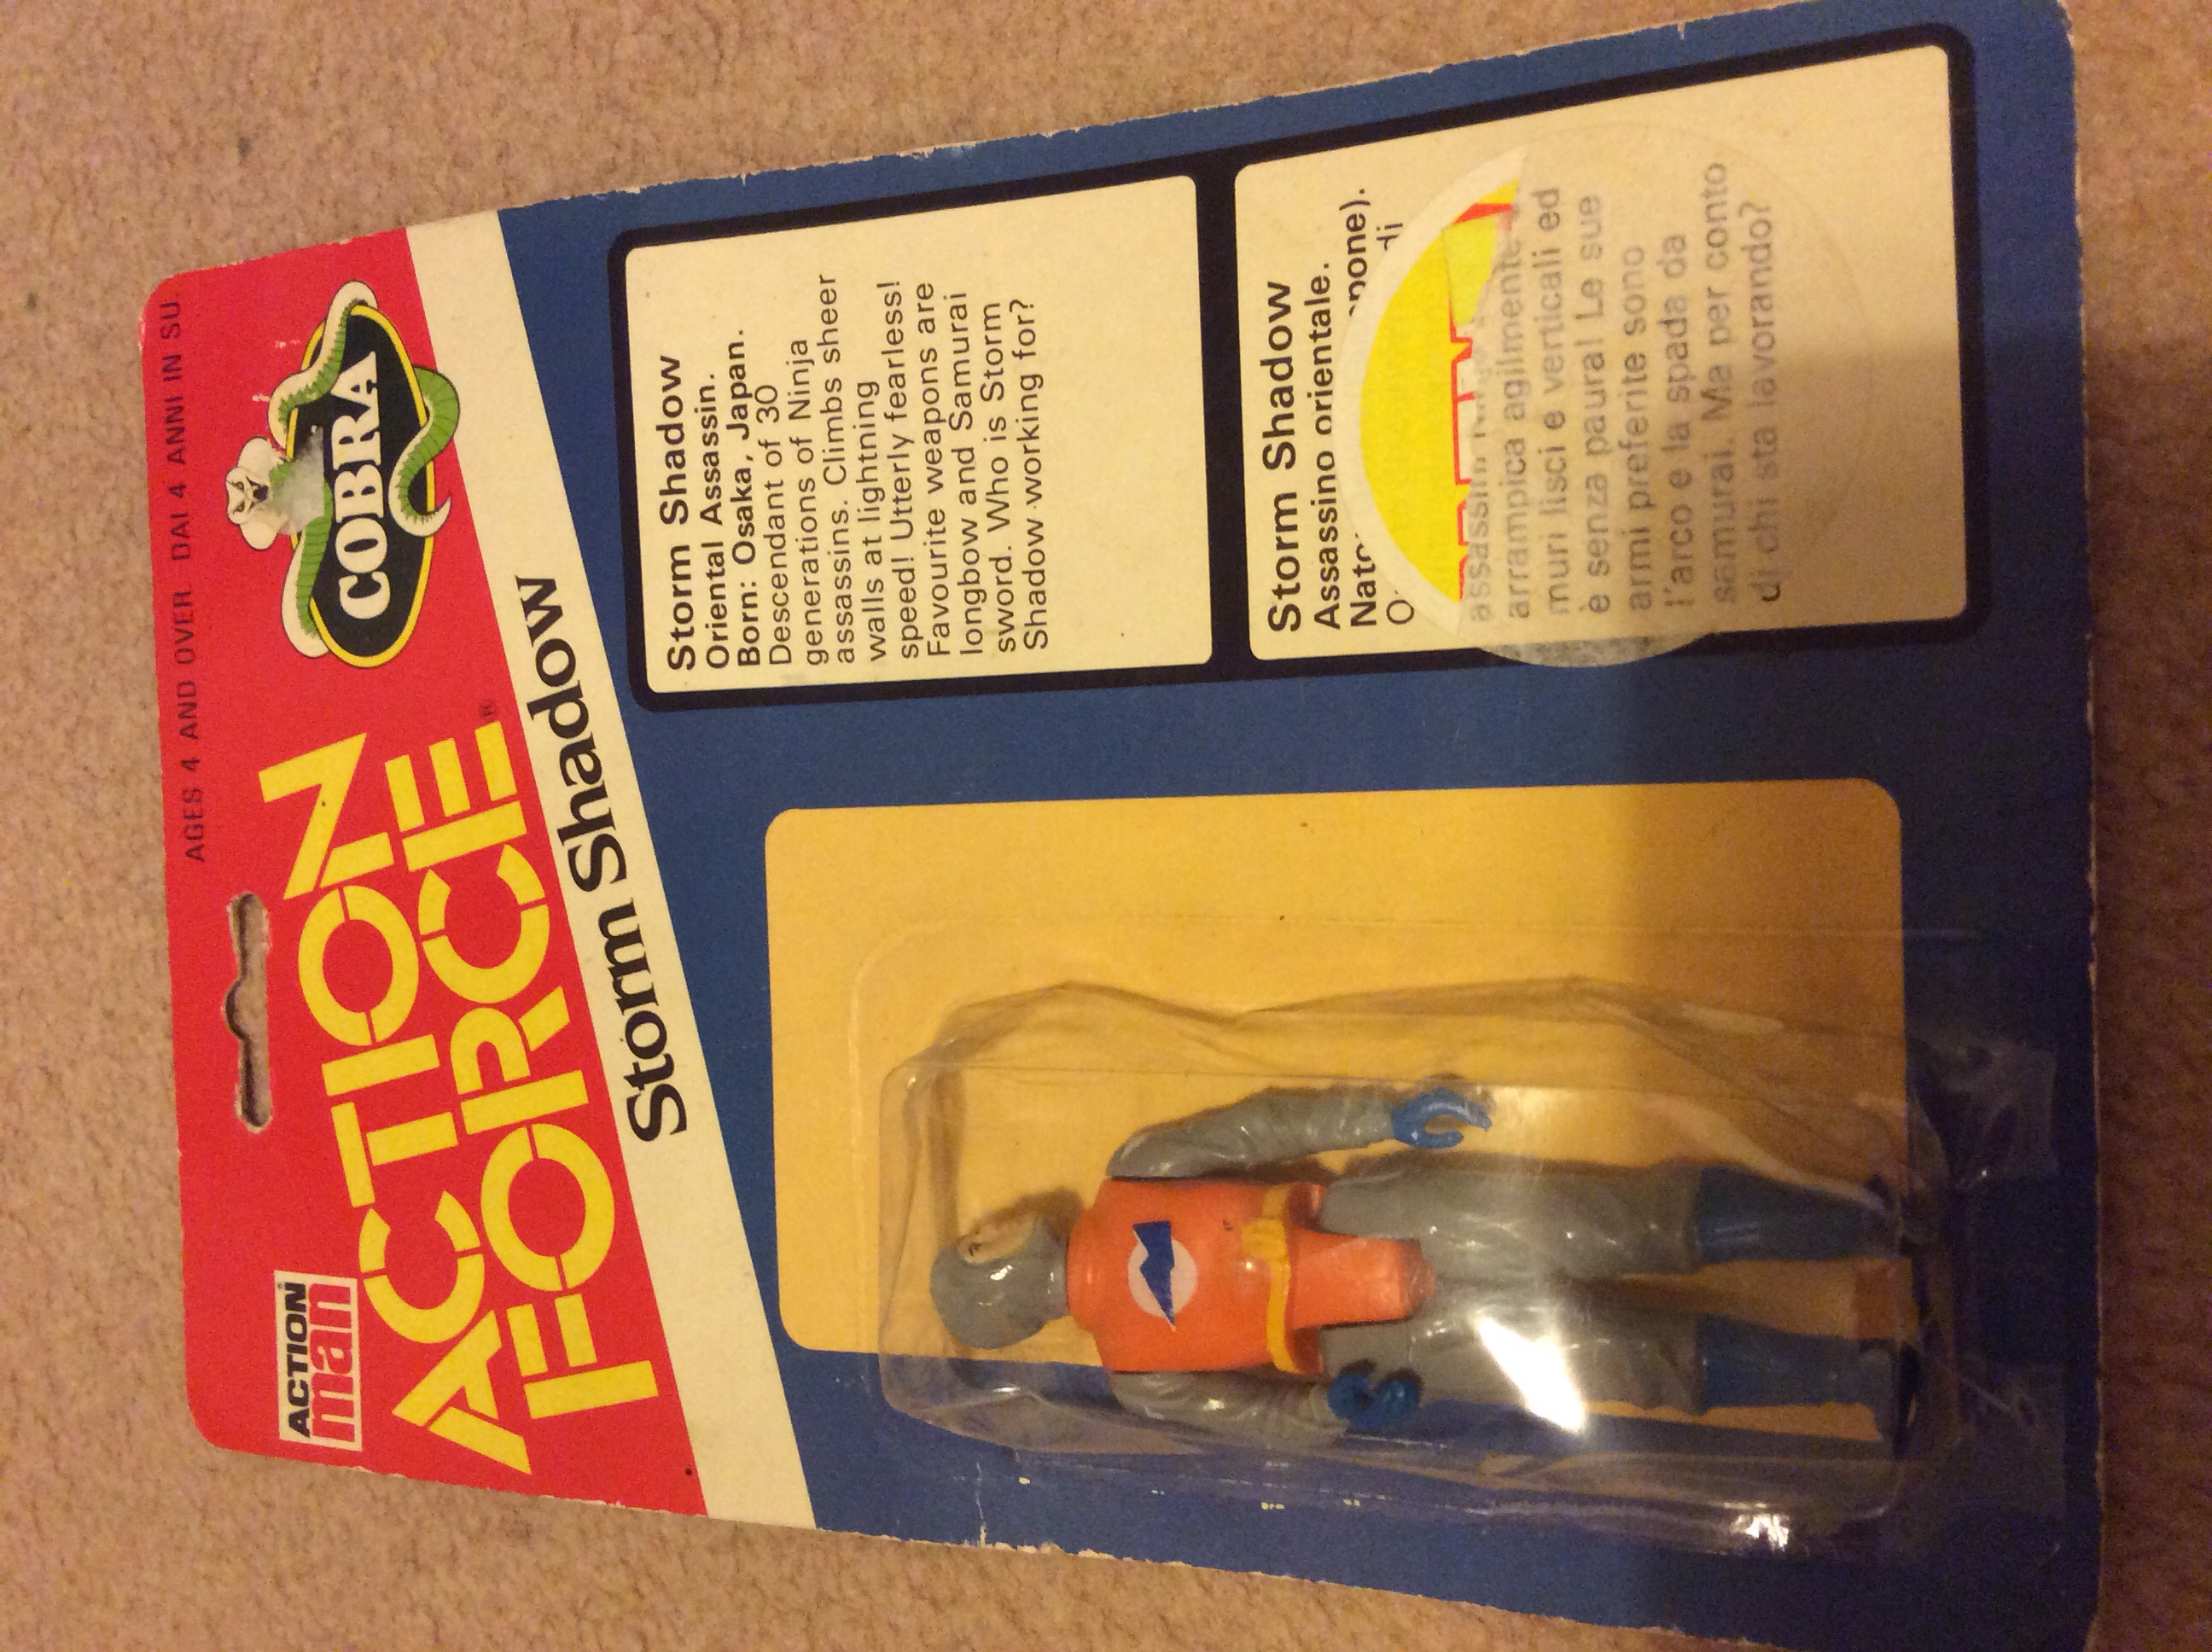 AGES 4 AND OVER DAI 4 ANNI IN SU
ACTION
man
ACTION
FORCE®
COBRA
Storm Shadow
Storm Shadow
Oriental Assassin.
Born: Osaka, Japan.
Descendant of 30
generations of Ninja
assassins. Climbs sheer
walls at lightning
speed! Utterly fearless!
Favourite weapons are
longbow and Samurai
sword. Who is Storm
Shadow working for?
Storm Shadow
Assassino orientale.
di
arrampica agilmente
muri lisci e verticali ed
è senza paura! Le sue
armi preferite sono
l'arco e la spada da
samurai. Ma per conto
di chi sta lavorando?